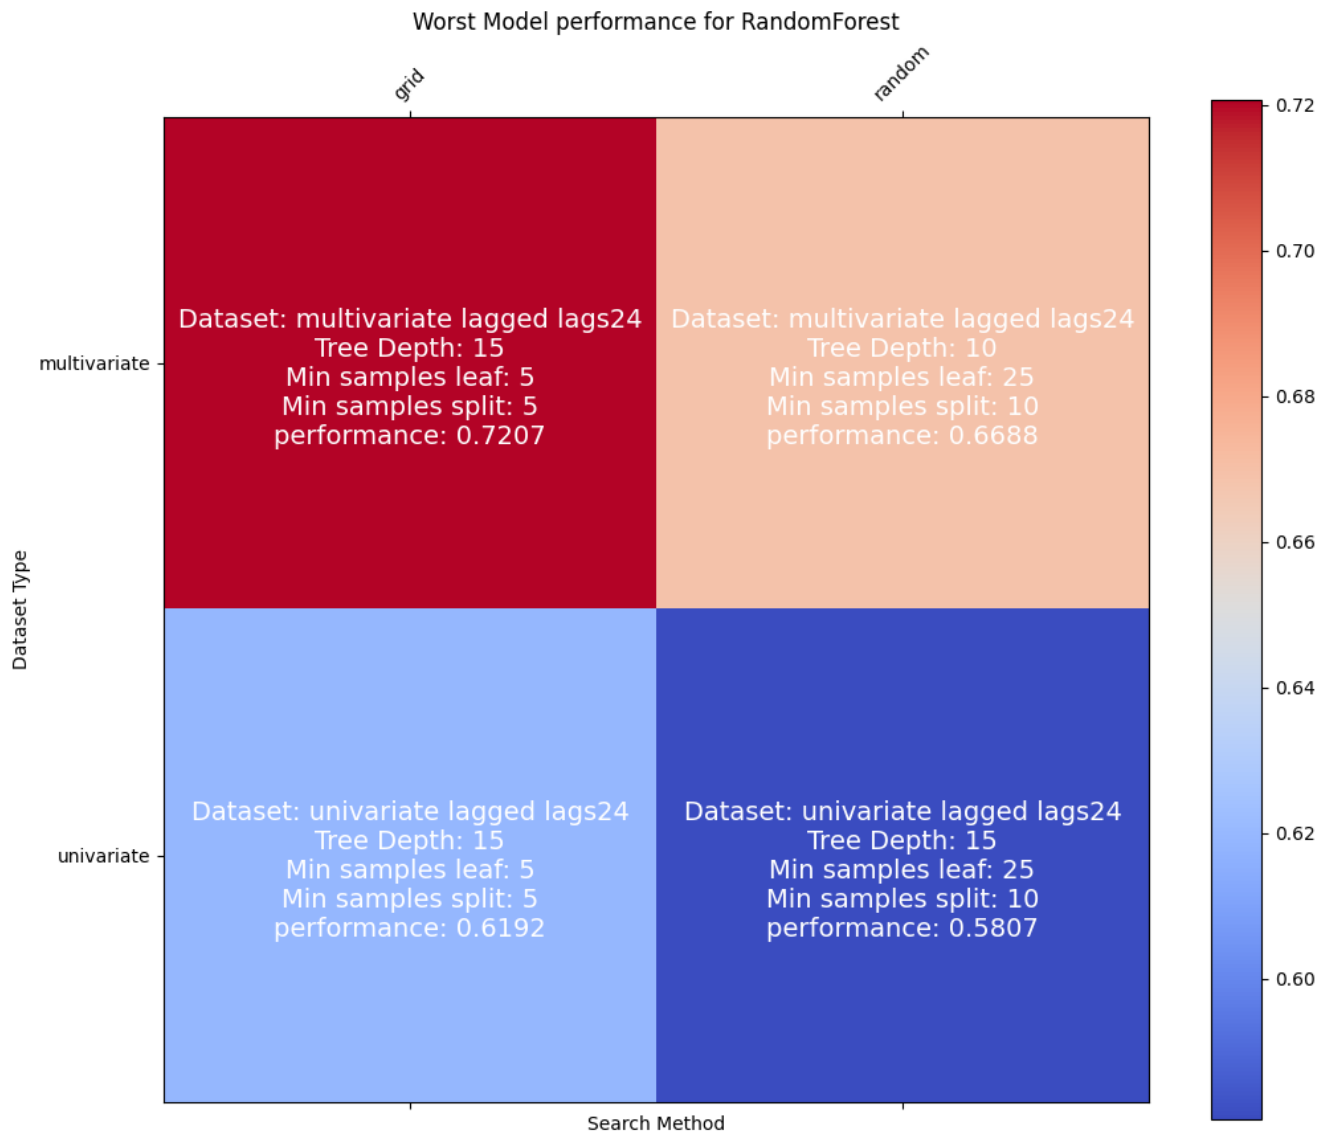 Worst Model performance for RandomForest
grid
random
0.72
0.70
0.68
0.66
0.64
0.62
0.60
Dataset Type
multivariate
Dataset: multivariate lagged lags24
Tree Depth: 15
Min samples leaf: 5
Min samples split: 5
performance: 0.7207
Dataset: multivariate lagged lags24
Tree Depth: 10
Min samples leaf: 25
Min samples split: 10
performance: 0.6688
univariate
Dataset: univariate lagged lags24
Tree Depth: 15
Min samples leaf: 5
Min samples split: 5
performance: 0.6192
Dataset: univariate lagged lags24
Tree Depth: 15
Min samples leaf: 25
Min samples split: 10
performance: 0.5807
Search Method